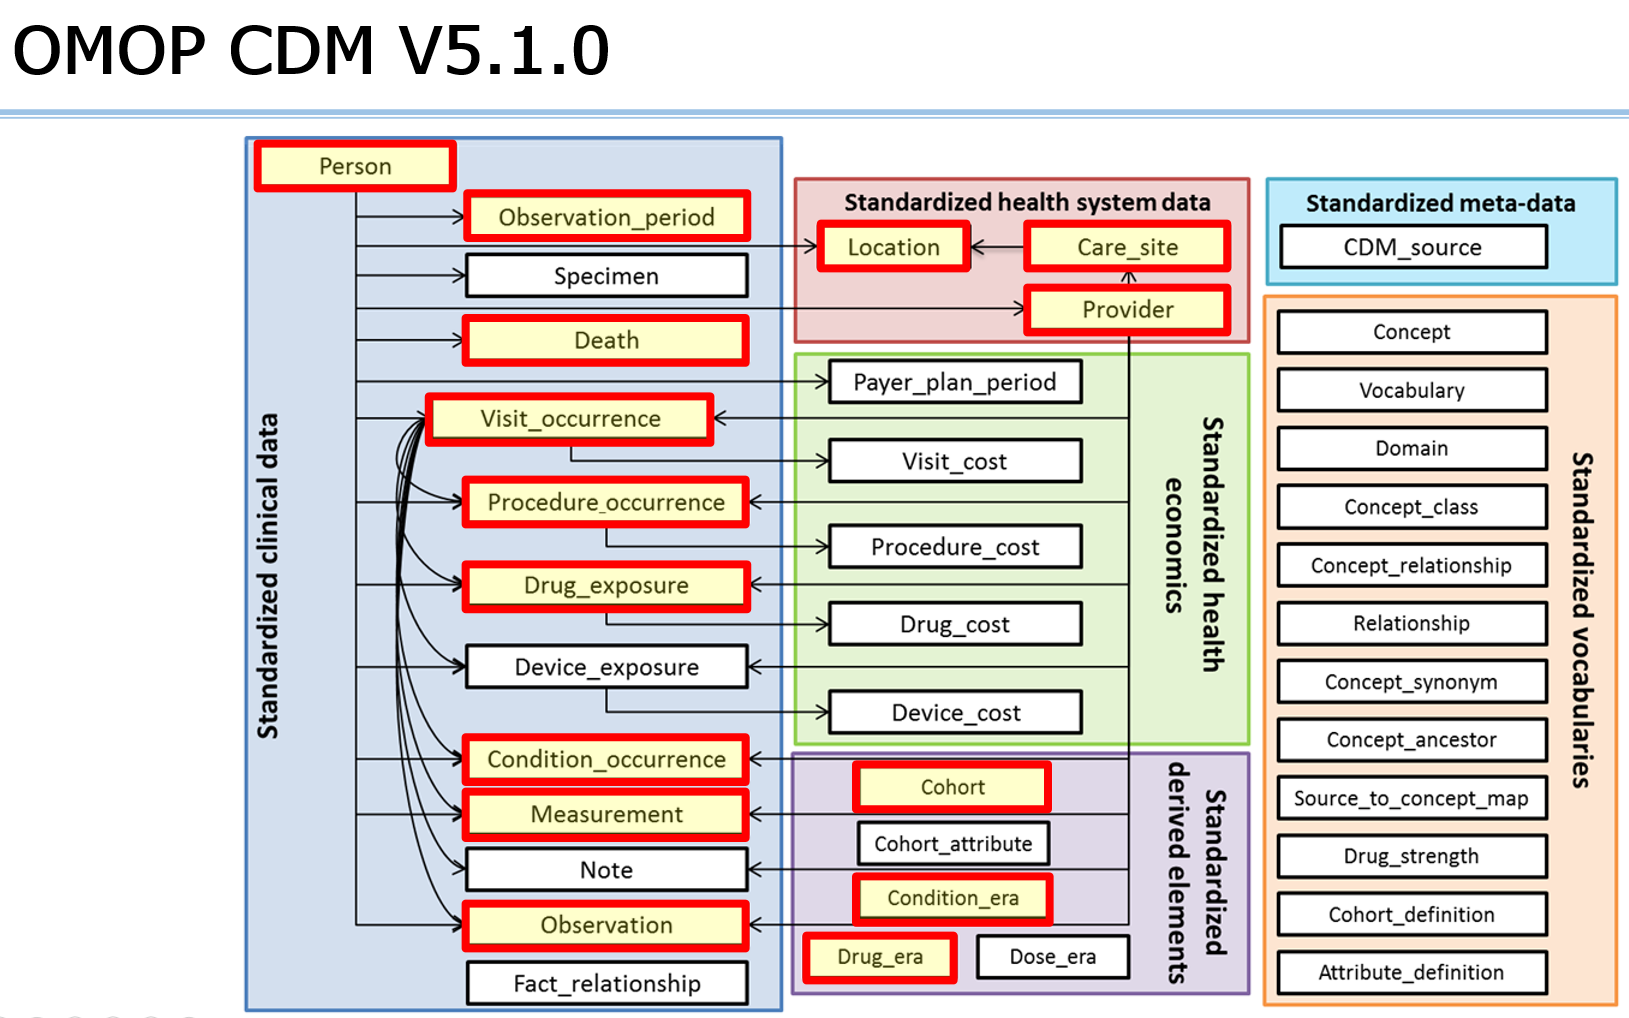 OMOP CDM V5.1.0
Person
Observation_period
Specimen
Death
Visit_occurrence
Procedure_occurrence
Drug_exposure
Device_exposure
Condition_occurrence
Measurement
Note
Observation
Fact_relationship
Standardized clinical data
Standardized health system data
Location
Care_site
Provider
Payer_plan_period
Visit_cost
Procedure_cost
Drug_cost
Device_cost
Standardized health
economics
Cohort
Cohort_attribute
Condition_era
Drug_era
Dose_era
Standardized
derived elements
Standardized meta-data
CDM_source
Concept
Vocabulary
Domain
Concept_class
Concept_relationship
Relationship
Concept_synonym
Concept_ancestor
Source_to_concept_map
Drug_strength
Cohort_definition
Attribute_definition
Standardized vocabularies